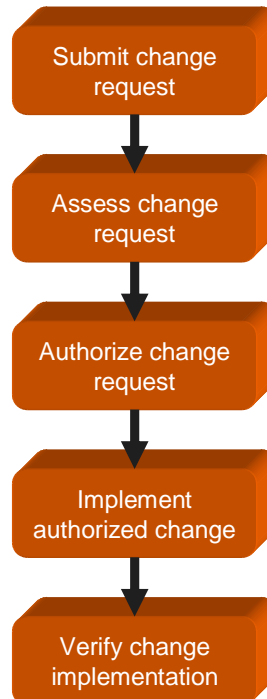 Submit change
request
Assess change
request
Authorize change
request
Implement
authorized change
Verify change
implementation